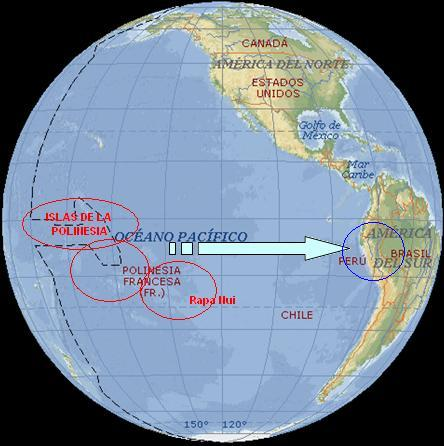 CANADÁ
AMÉRICA DEL NORTE
ESTADOS
UNIDOS
Golfo de
México
Mar
Caribe
ISLAS DE LA
POLINESIA
OCÉANO PACÍFICO
AMÉRICA
DEL SUR
PERÚ
BRASIL
POLINESIA
FRANCESA
(FR.)
Rapa Nui
CHILE
150° 120°